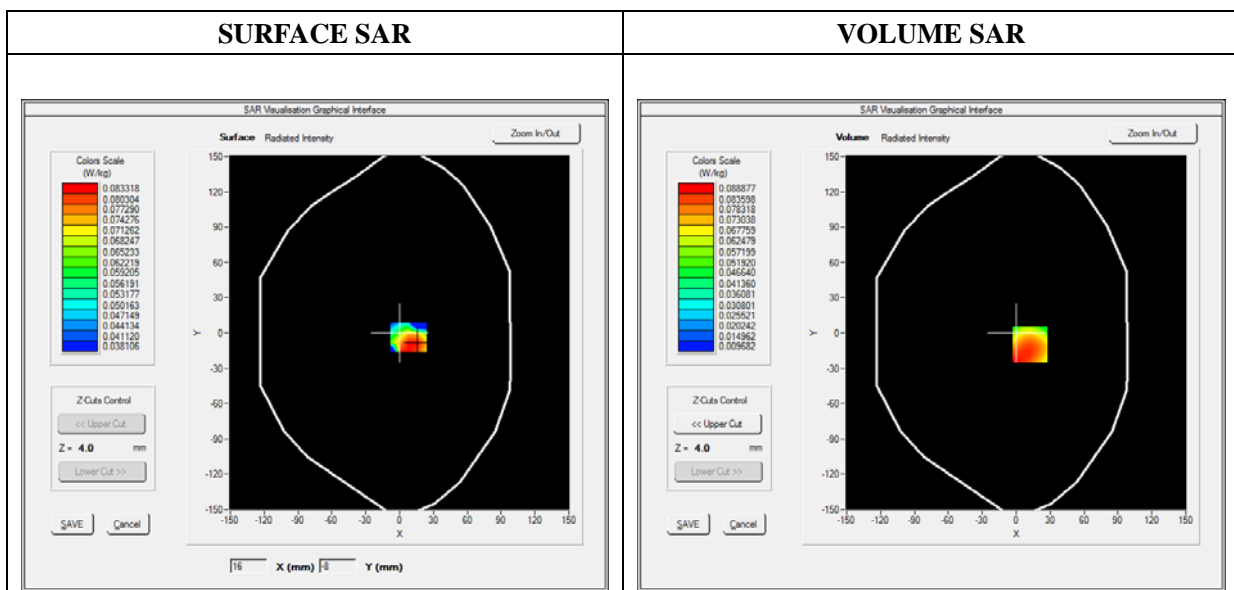 SURFACE SAR
VOLUME SAR
SAR Visualisation Graphical Interface
Surface Radiated Intensity
Zoom In/Out
Colors Scale
(W/kg)
0.083318
0.080304
0.077290
0.074276
0.071262
0.068247
0.065233
0.062219
0.059205
0.056191
0.053177
0.050163
0.047149
0.044134
0.041120
0.038106
Z-Cuts Control
<< Upper Cut
Z = 4.0 mm
Lower Cut >>
SAVE Cancel
150
120
90
60
30
0
-30
-60
-90
-120
-150
Y
-150 -120 -90 -60 -30 0 30 60 90 120 150
X
16 X (mm) -8 Y (mm)
SAR Visualisation Graphical Interface
Volume Radiated Intensity
Zoom In/Out
Colors Scale
(W/kg)
0.088877
0.083598
0.078318
0.073038
0.067759
0.062479
0.057199
0.051920
0.046640
0.041360
0.036081
0.030801
0.025521
0.020242
0.014962
0.009682
Z-Cuts Control
<< Upper Cut
Z = 4.0 mm
Lower Cut >>
SAVE Cancel
150
120
90
60
30
0
-30
-60
-90
-120
-150
Y
-150 -120 -90 -60 -30 0 30 60 90 120 150
X